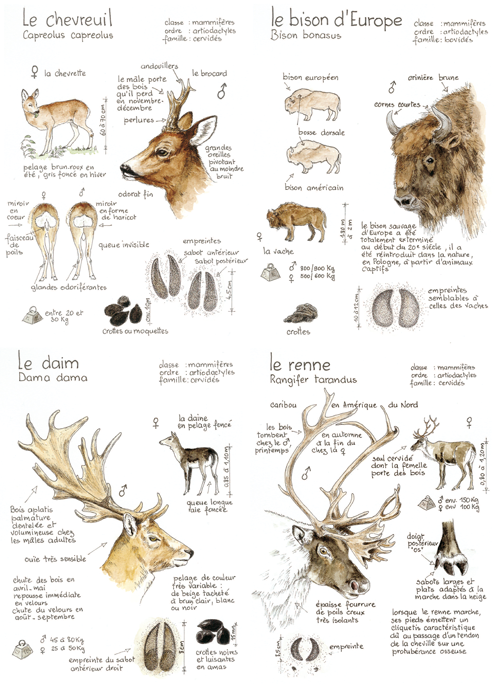 Le chevreuil
Capreolus capreolus
classe : mammifères
ordre : artiodactyles
famille : cervidés
♀ la chevrette
andouillers
le brocard
♂
le mâle porte
des bois
qu'il perd
en novembre-
décembre
perlures
60 à 70 cm
grandes
oreilles
pivotant
au moindre
bruit
pelage brun.roux en
été, gris foncé en hiver
odorat fin
♀
♂
miroir
en
coeur
miroir
en forme
de haricot
faisceau
de
poils
queue invisible
glandes odoriférantes
empreintes
sabot antérieur
sabot postérieur
4,5 cm
entre 20 et
30 Kg
crottes ou moquettes
le bison d'Europe
Bison bonasus
classe : mammifères
ordre : artiodactyles
famille : bovidés
bison européen
♂
crinière brune
cornes courtes
bosse dorsale
bison américain
1,80 m
à 2 m
♀
la vache
♂ 800/900 Kg
♀ 500/600 Kg
le bison sauvage
d'Europe a été
totalement exterminé
au début du 20e siècle, il a
été réintroduit dans la nature,
en Pologne, à partir d'animaux
captifs
crottes
10 à 12 cm
empreintes
semblables à
celles des vaches
Le daim
Dama dama
classe : mammifères
ordre : artiodactyles
famille : cervidés
♀
la daine
en pelage foncé
♂
queue longue
face foncée
Bois aplatis
palmature
dentelée et
volumineuse chez
les mâles adultes
ouïe très sensible
chute des bois en
avril.mai
repousse immédiate
en velours
chute du velours en
août.septembre
pelage de couleur
très variable :
de beige tacheté
à brun clair, blanc
ou noir
♂ 45 à 80 Kg
♀ 25 à 50 Kg
empreinte du sabot
antérieur droit
crottes noires
et luisantes
en amas
le renne
Rangifer tarandus
classe : mammifères
ordre : artiodactyles
famille : cervidés
caribou en Amérique du Nord
les bois
tombent
chez le ♂,
printemps
en automne
à la fin du
chez la ♀
♀
seul cervidé
dont la femelle
porte des bois
♂
♂ env. 150 Kg
♀ env 100 Kg
doigt
postérieur
"os"
sabots larges et
plats adaptés à la
marche dans la neige
épaisse fourrure
de poils creux
très isolants
empreinte
lorsque le renne marche,
ses pieds émettent un
cliquetis caractéristique
dû au passage d'un tendon
de la cheville sur une
protubérance osseuse.